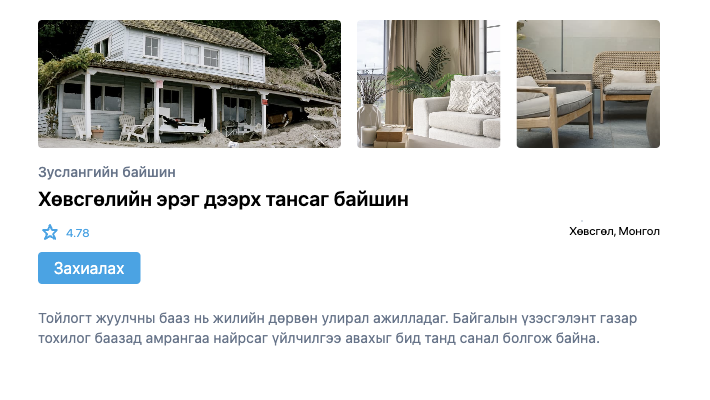 Зуслангийн байшин
Хөвсгөлийн эрэг дээрх тансаг байшин
4.78
Хөвсгөл, Монгол
Захиалах
Тойлогт жуулчны бааз нь жилийн дөрвөн улирал ажилладаг. Байгалын үзэсгэлэнт газар
тохилог баазад амрангаа найрсаг үйлчилгээ авахыг бид танд санал болгож байна.